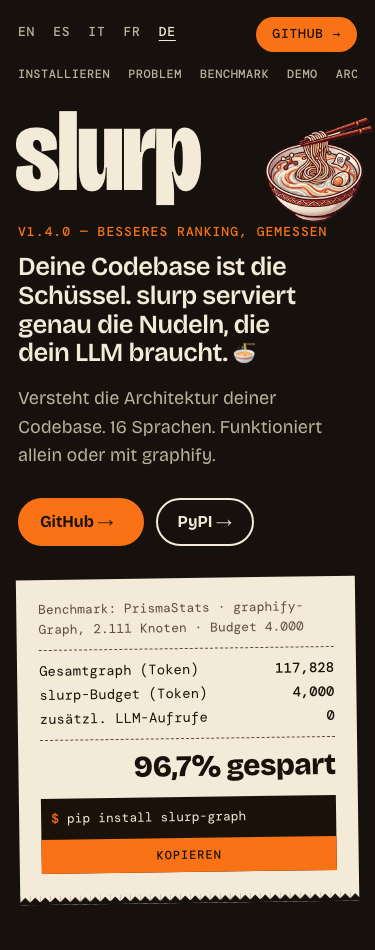 EN ES IT FR DE
GITHUB →
INSTALLIEREN PROBLEM BENCHMARK DEMO ARC
slurp
V1.4.0 — BESSERES RANKING, GEMESSEN
Deine Codebase ist die
Schüssel. slurp serviert
genau die Nudeln, die
dein LLM braucht. 🍜
Versteht die Architektur deiner
Codebase. 16 Sprachen. Funktioniert
allein oder mit graphify.
GitHub →
PyPI →
Benchmark: PrismaStats · graphify-
Graph, 2.111 Knoten · Budget 4.000
Gesamtgraph (Token) 117,828
slurp-Budget (Token) 4,000
zusätzl. LLM-Aufrufe 0
96,7% gespart
$ pip install slurp-graph
KOPIEREN